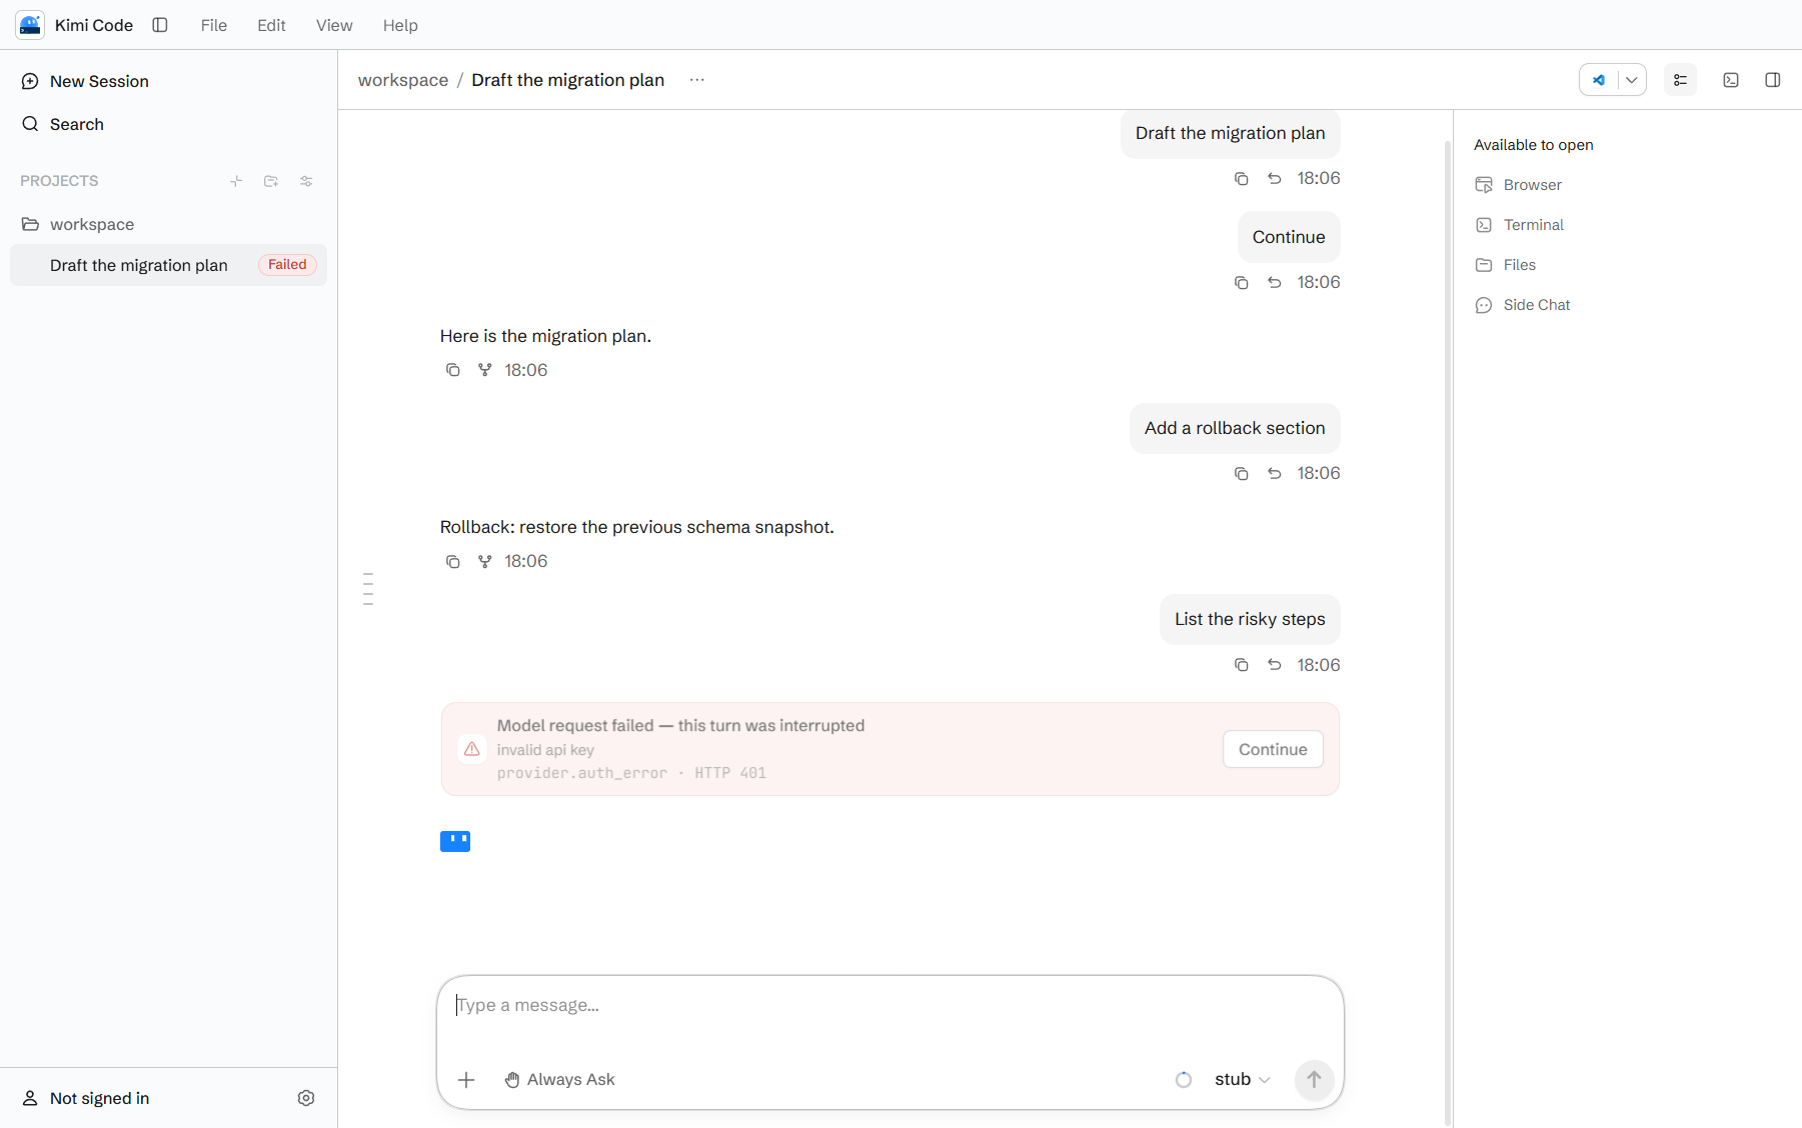 Kimi Code
File
Edit
View
Help
New Session
Search
PROJECTS
workspace
Draft the migration plan
Failed
Not signed in
workspace / Draft the migration plan
Draft the migration plan
18:06
Continue
18:06
Here is the migration plan.
18:06
Add a rollback section
18:06
Rollback: restore the previous schema snapshot.
18:06
List the risky steps
18:06
Model request failed — this turn was interrupted
invalid api key
provider.auth_error · HTTP 401
Continue
Type a message...
Always Ask
stub
Available to open
Browser
Terminal
Files
Side Chat